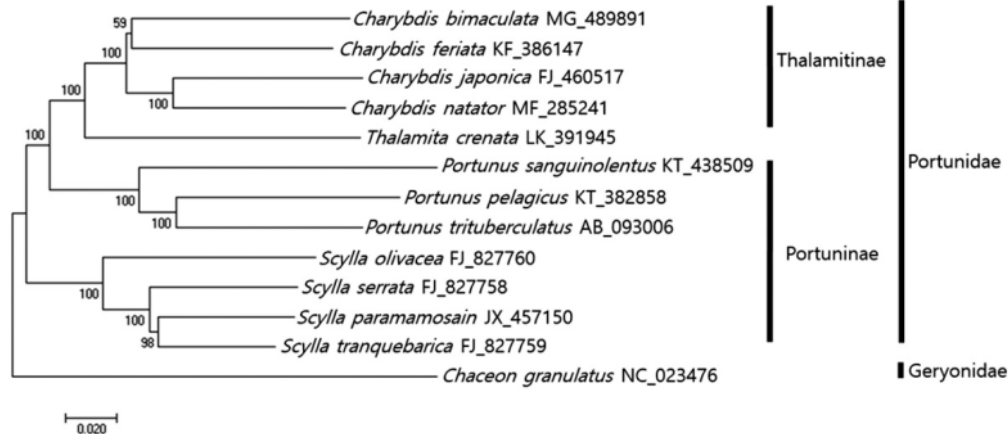 Charybdis bimaculata MG_489891
59
Charybdis feriata KF_386147
100
Thalamitinae
100
Charybdis japonica FJ_460517
100
Charybdis natator MF_285241
100
Thalamita crenata LK_391945
Portunidae
Portunus sanguinolentus KT_438509
100
Portunus pelagicus KT_382858
100
Portunus trituberculatus AB_093006
Portuninae
Scylla olivacea FJ_827760
100
Scylla serrata FJ_827758
100
Scylla paramamosain JX_457150
98
Scylla tranquebarica FJ_827759
Chaceon granulatus NC_023476
Geryonidae
0.020